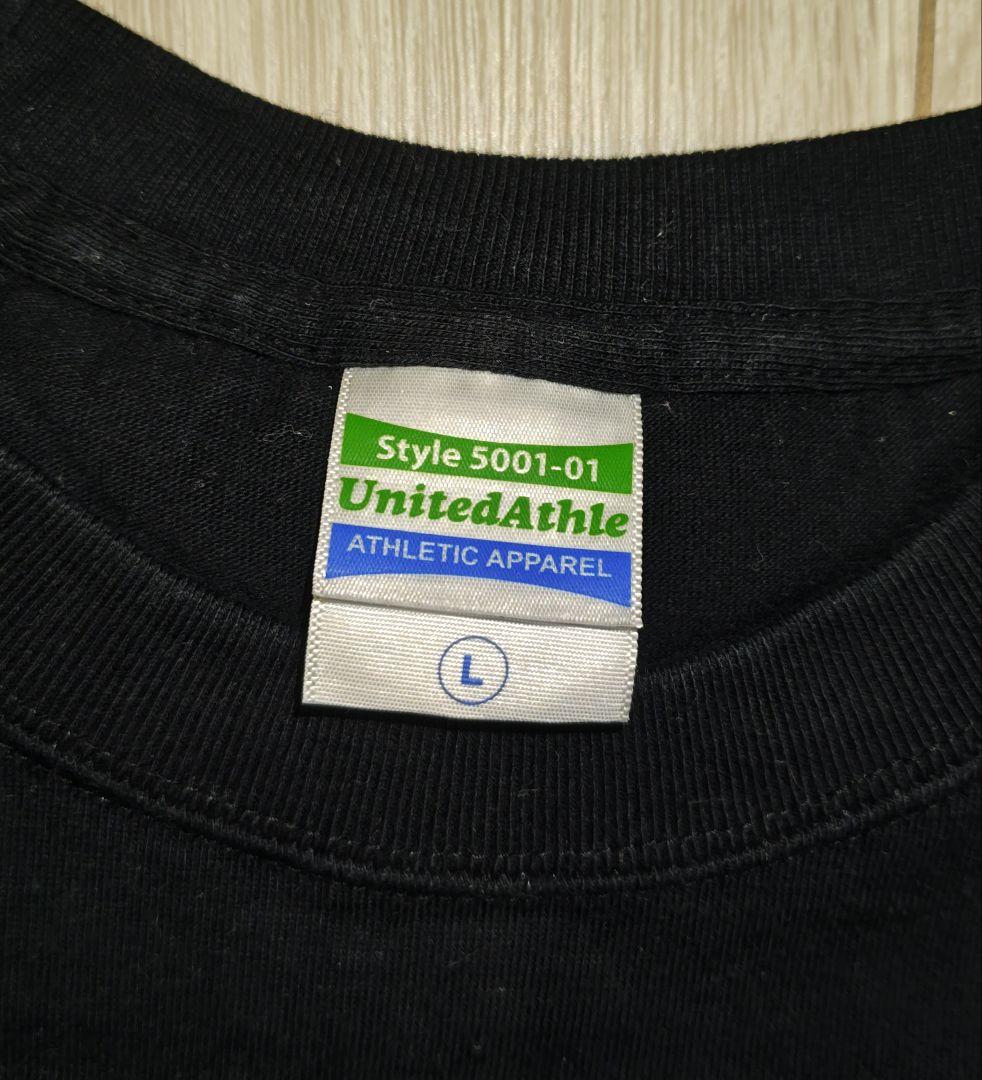 Style 5001-01
UnitedAthle
ATHLETIC APPAREL
L